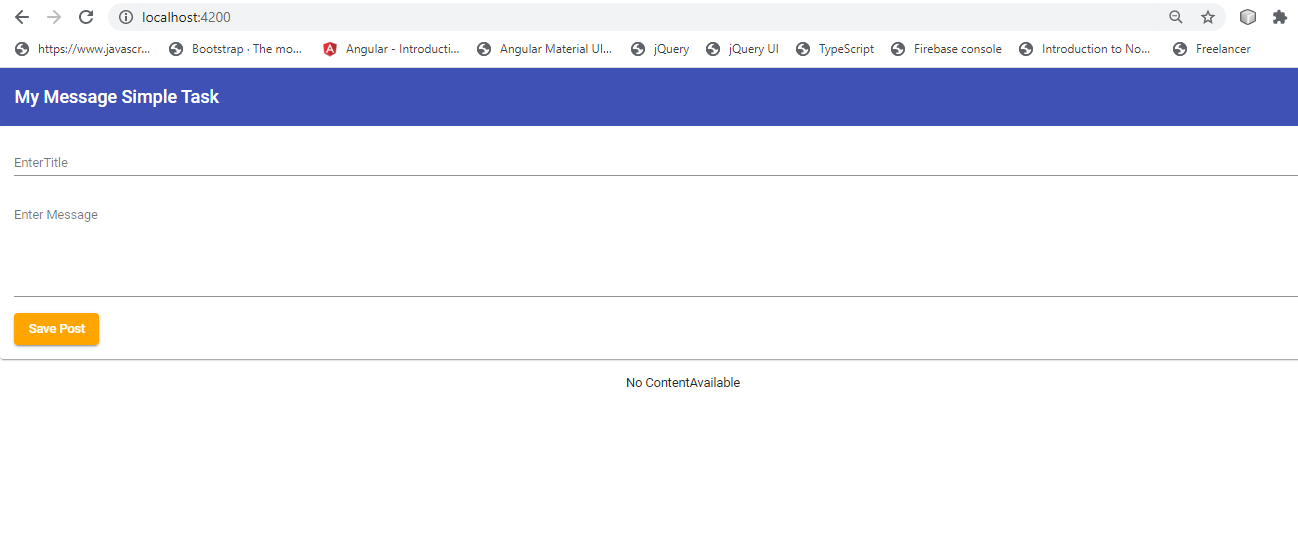 localhost:4200
https://www.javascr... Bootstrap · The mo... Angular - Introducti... Angular Material UI... jQuery jQuery UI TypeScript Firebase console Introduction to No... Freelancer
My Message Simple Task
EnterTitle
Enter Message
Save Post
No ContentAvailable